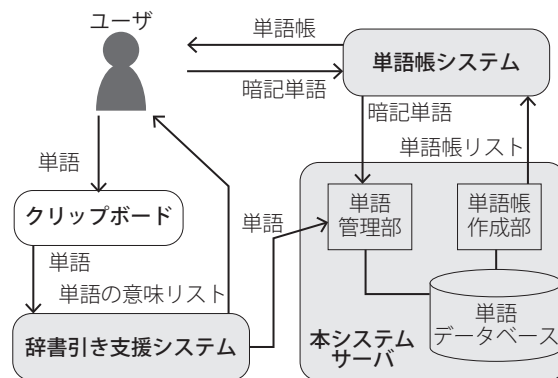 ユーザ
単語帳
単語帳システム
暗記単語
暗記単語
単語帳リスト
単語
クリップボード
単語
単語
管理部
単語帳
作成部
単語
単語の意味リスト
辞書引き支援システム
本システム
サーバ
単語
データベース